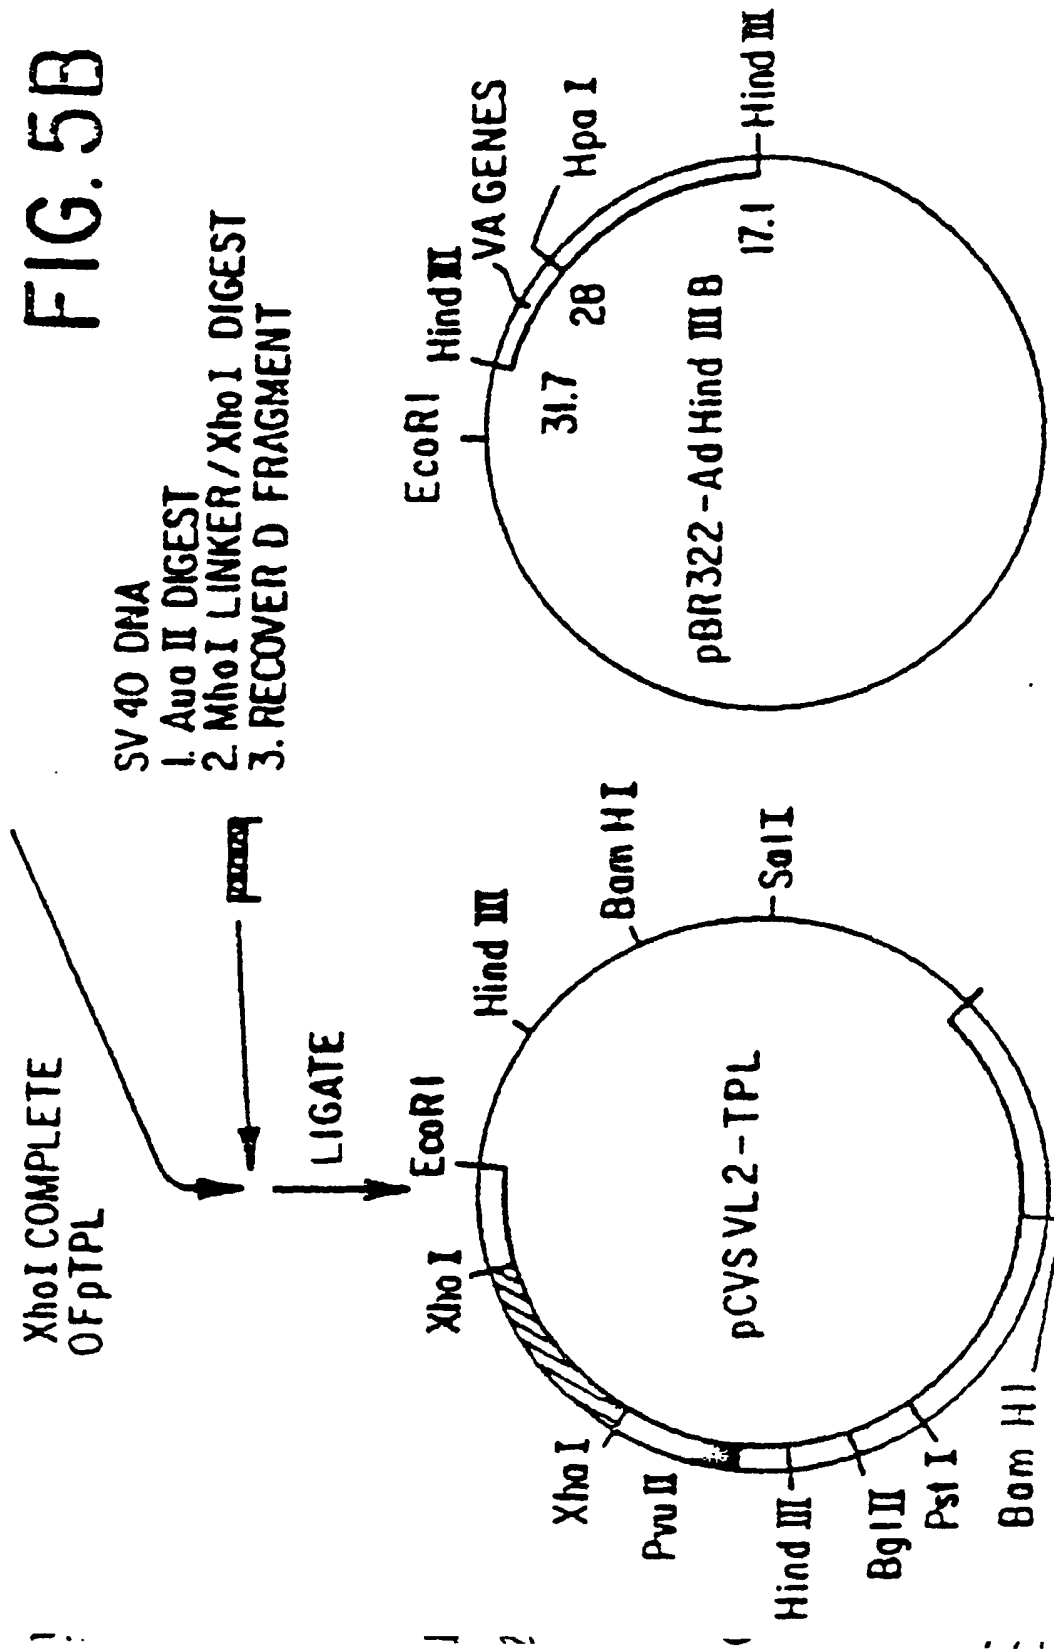 FIG. 5B
XhoI COMPLETE
OF pTPL
SV 40 DNA
1. Ava II DIGEST
2. MhoI LINKER/XhoI DIGEST
3. RECOVER D FRAGMENT
LIGATE
EcoRI
Hind III
Bam HI
Sal I
XhoI
XhoI
Pvu II
Hind III
Bgl II
Pst I
Bam HI
pCVSVL2-TPL
EcoRI
Hind III
VA GENES
Hpa I
Hind III
31.7
28
17.1
pBR322-AdHind III B